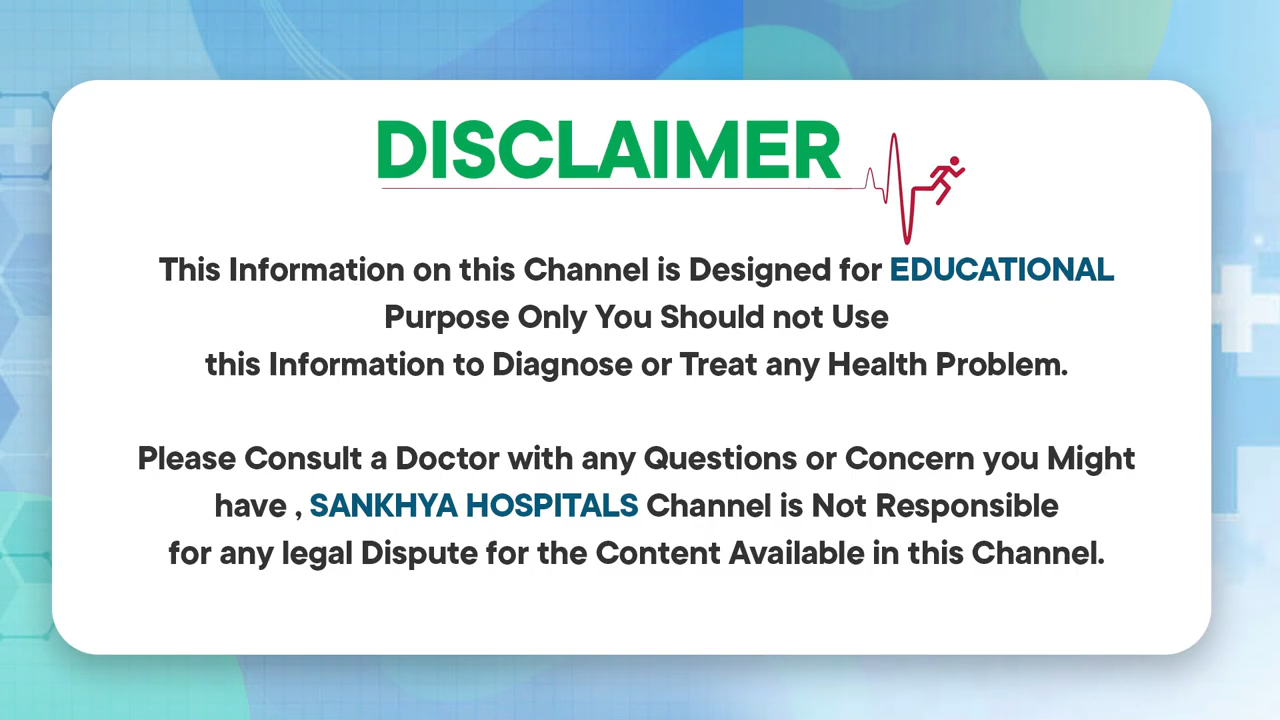 DISCLAIMER
This Information on this Channel is Designed for EDUCATIONAL
Purpose Only You Should not Use
this Information to Diagnose or Treat any Health Problem.
Please Consult a Doctor with any Questions or Concern you Might
have , SANKHYA HOSPITALS Channel is Not Responsible
for any legal Dispute for the Content Available in this Channel.